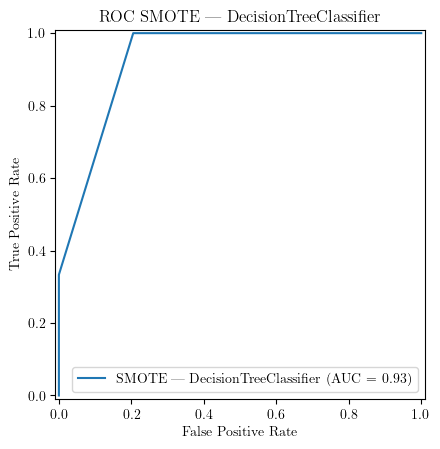 ROC SMOTE — DecisionTreeClassifier
1.0
0.8
0.6
0.4
0.2
0.0
True Positive Rate
SMOTE — DecisionTreeClassifier (AUC = 0.93)
0.0 0.2 0.4 0.6 0.8 1.0
False Positive Rate